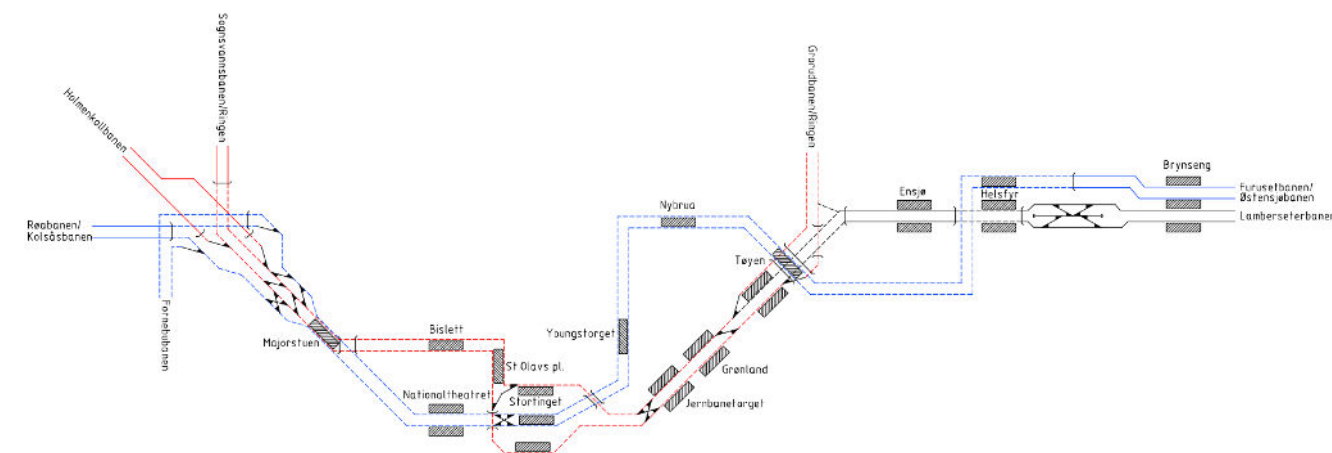 Sognsvannsbanen/Ringen
Holmenkollbanen
Grorudbanen/Ringen
Brynseng
Ensjø
Helsfyr
Furusetbanen/
Østensjøbanen
Lamberseterbanen
Nybrua
Røabanen/
Kolsåsbanen
Tøyen
Fornebubanen
Majorstuen
Bislett
Youngstorget
St Olavs pl.
Grønland
Nationaltheatret
Stortinget
Jernbanetorget